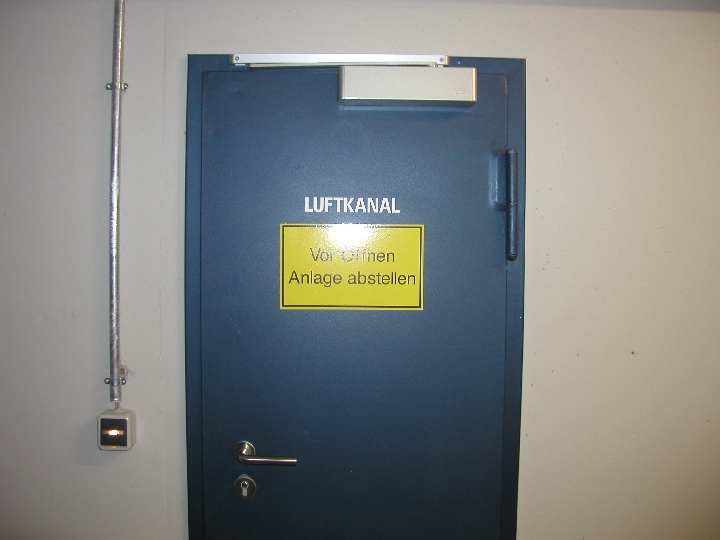 LUFTKANAL
Vor Öffnen
Anlage abstellen